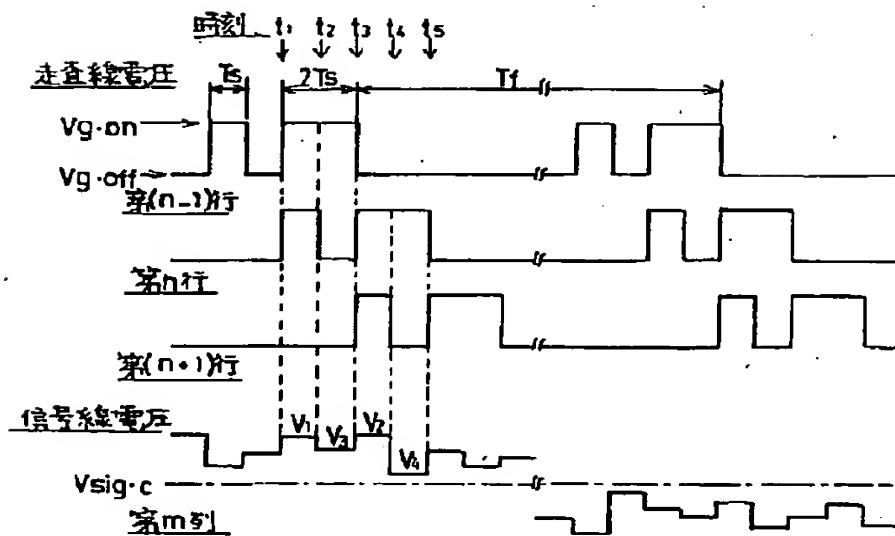 時刻 t₁ t₂ t₃ t₄ t₅
走査線電圧
Ts 2Ts Tf
Vg·on
Vg·off
第(n-1)行
第n行
第(n+1)行
信号線電圧
V₁ V₃ V₂ V₄
Vsig·c
第m列